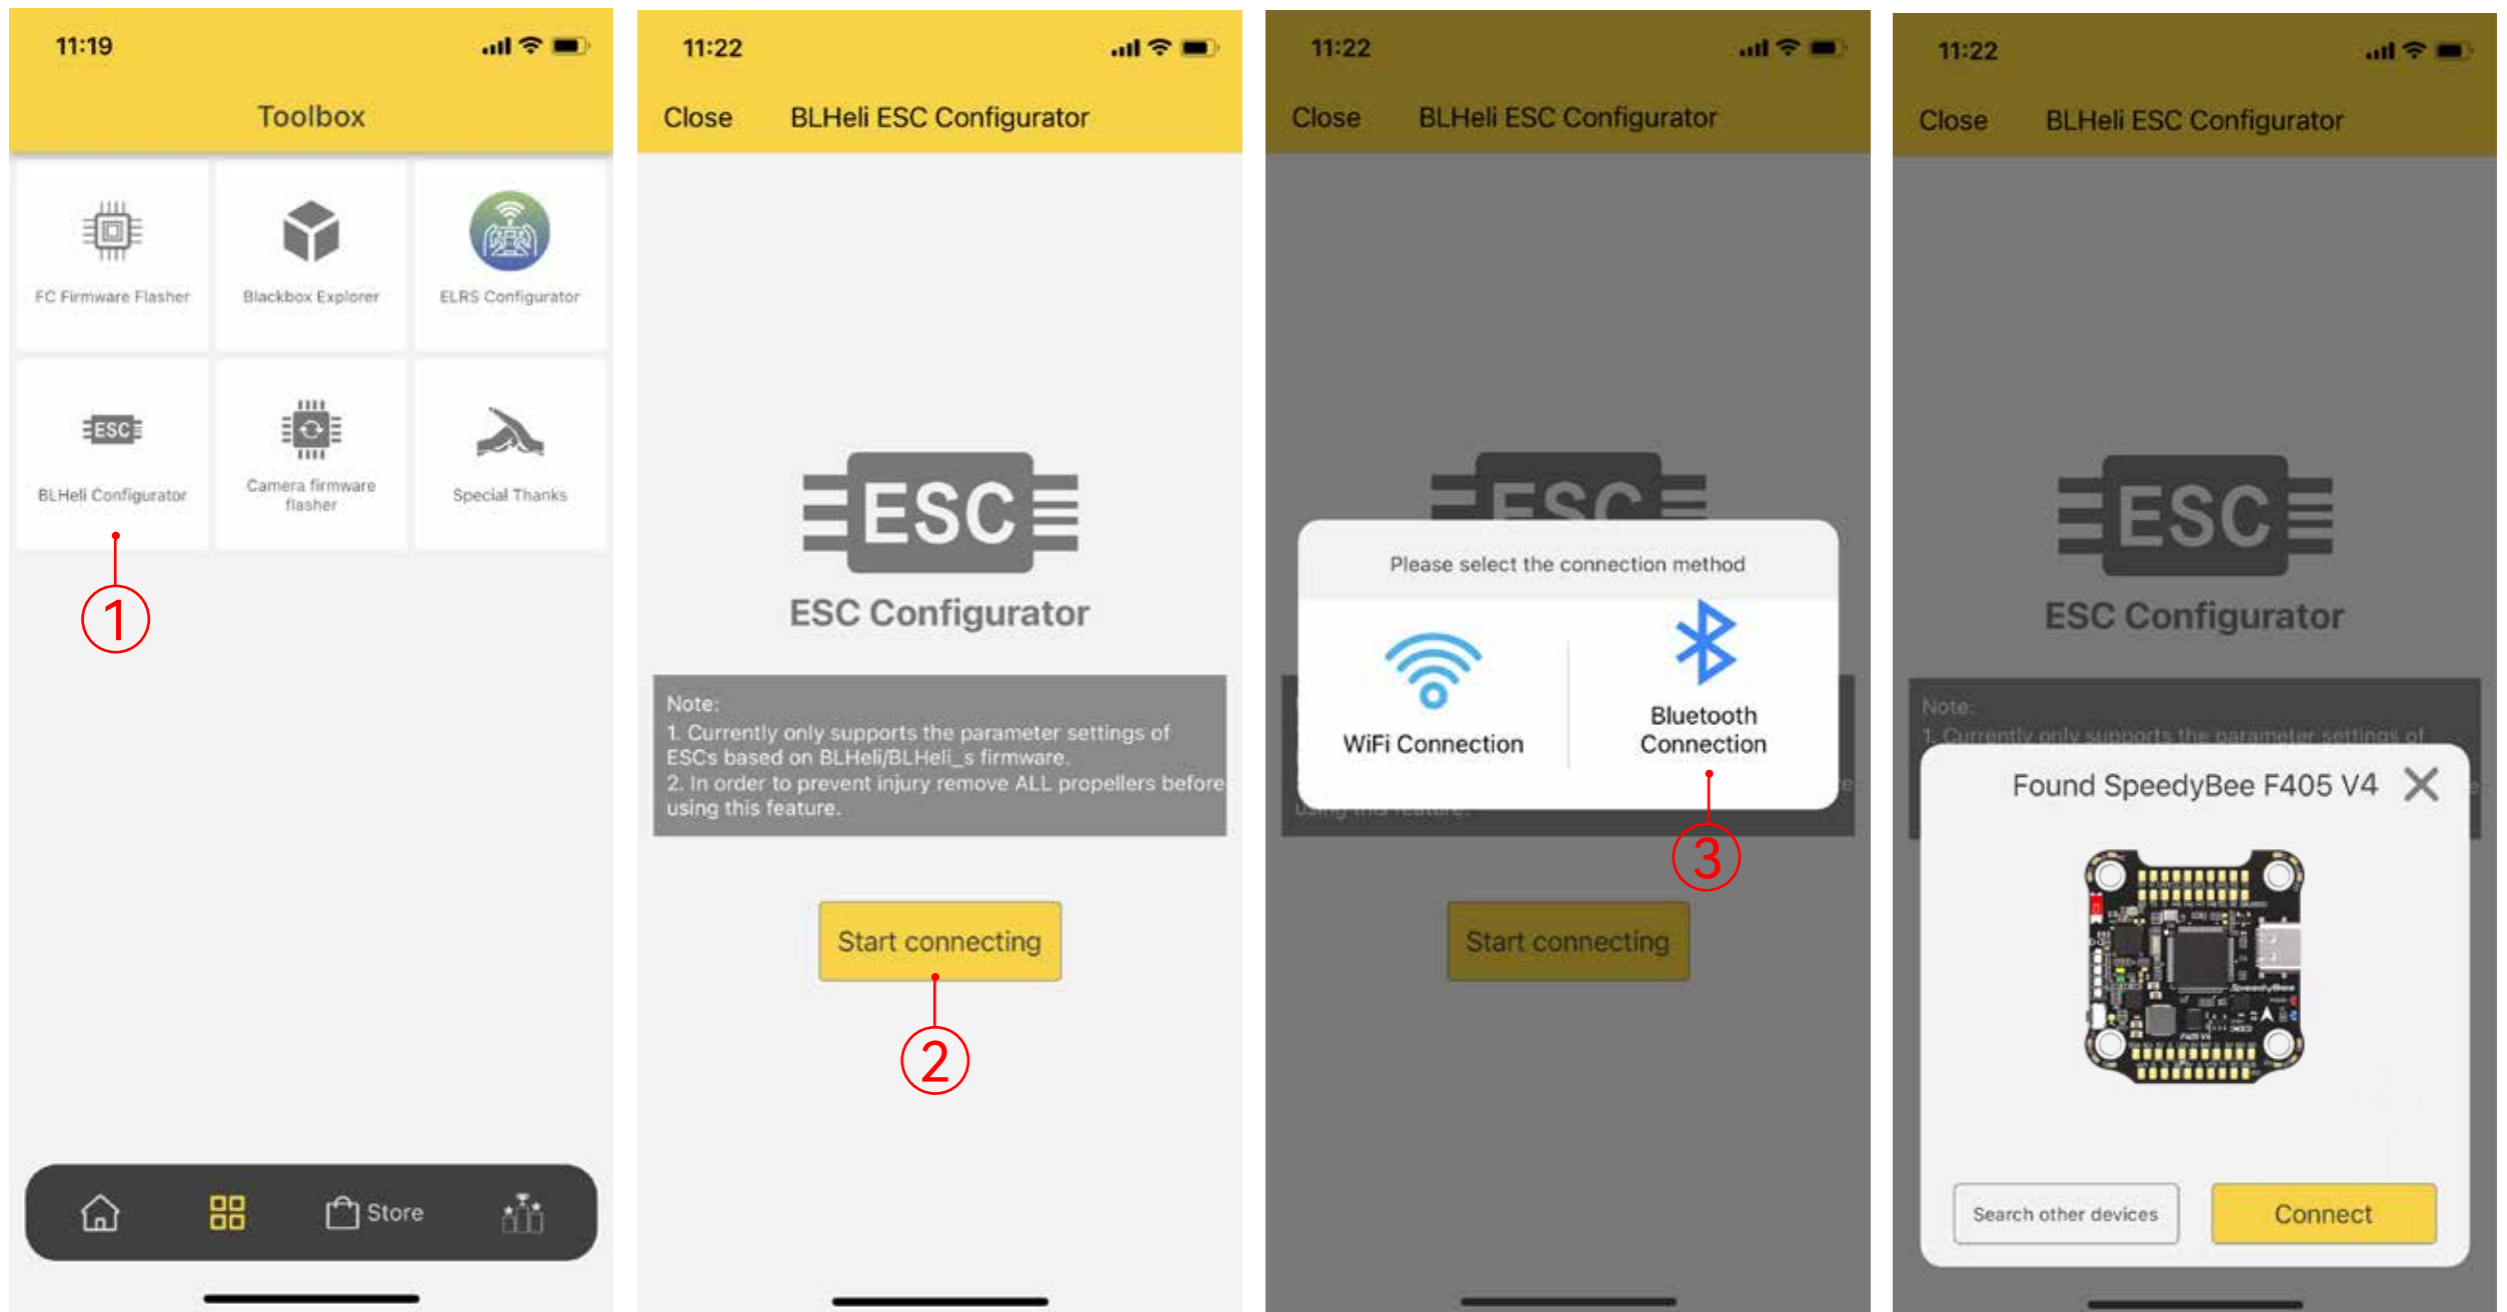 11:19
Toolbox
FC Firmware Flasher
Blackbox Explorer
ELRS Configurator
ESC
BLHeli Configurator
Camera firmware
flasher
Special Thanks
1
Store
11:22
Close
BLHeli ESC Configurator
ESC
ESC Configurator
Note:
1. Currently only supports the parameter settings of
ESCs based on BLHeli/BLHeli_s firmware.
2. In order to prevent injury remove ALL propellers before
using this feature.
Start connecting
2
11:22
Close
BLHeli ESC Configurator
ESC
Please select the connection method
WiFi Connection
Bluetooth
Connection
using this feature.
3
Start connecting
11:22
Close
BLHeli ESC Configurator
ESC
ESC Configurator
Note:
1. Currently only supports the parameter settings of
Found SpeedyBee F405 V4
SpeedyBee
Search other devices
Connect